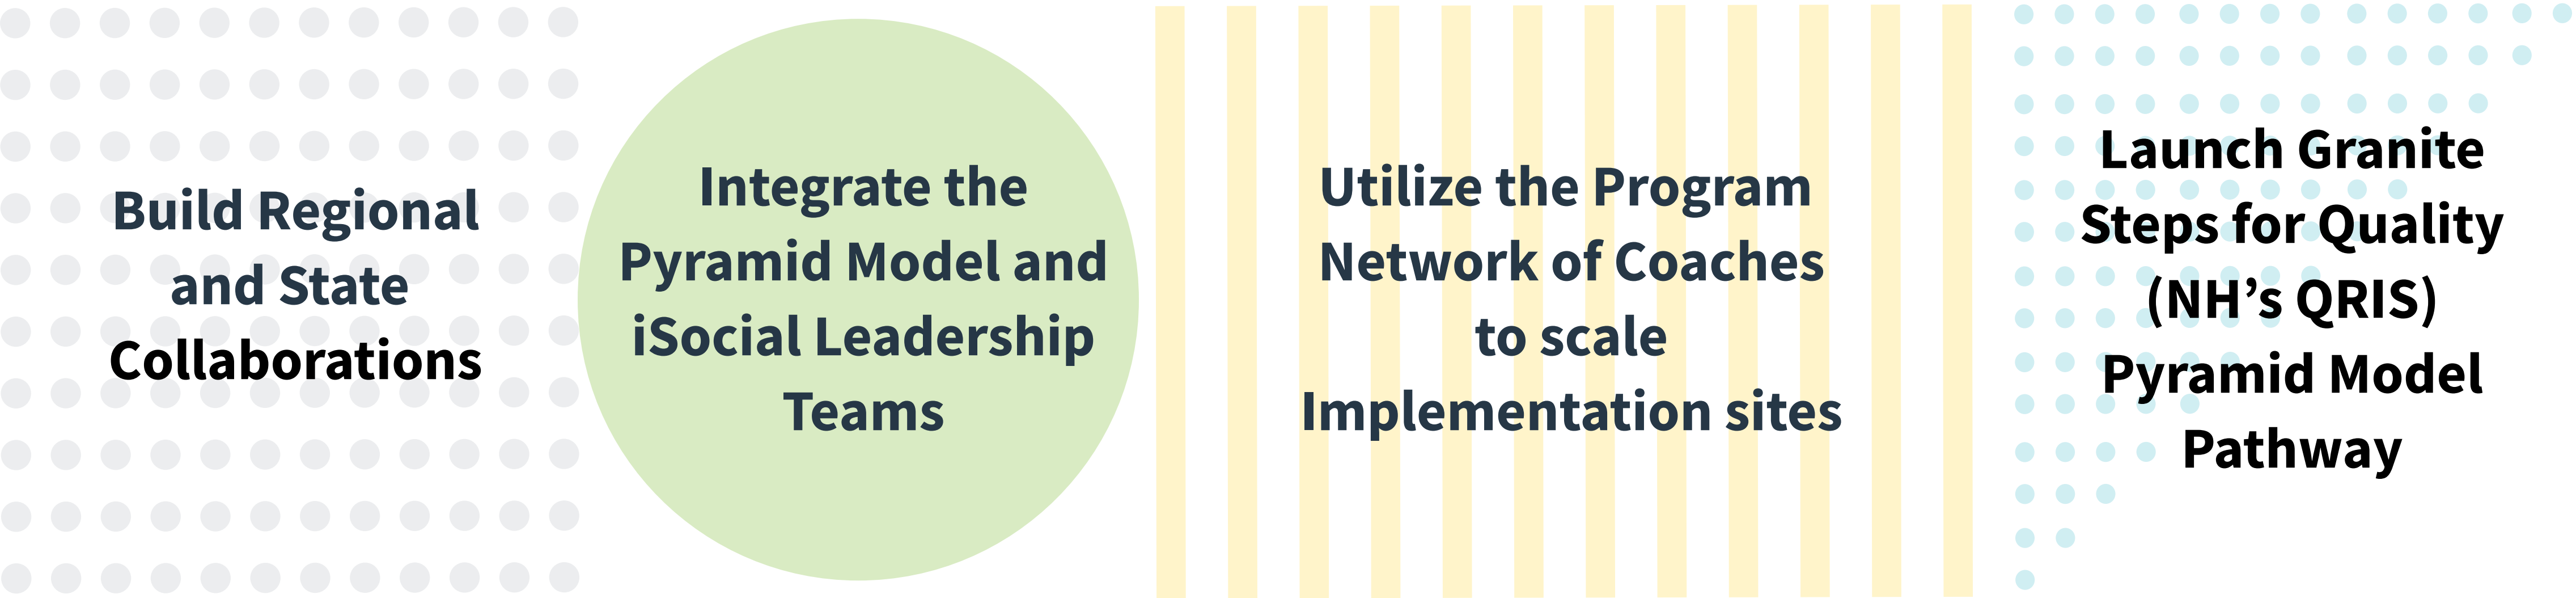 Build Regional
and State
Collaborations
Integrate the
Pyramid Model and
iSocial Leadership
Teams
Utilize the Program
Network of Coaches
to scale
Implementation sites
Launch Granite
Steps for Quality
(NH’s QRIS)
Pyramid Model
Pathway